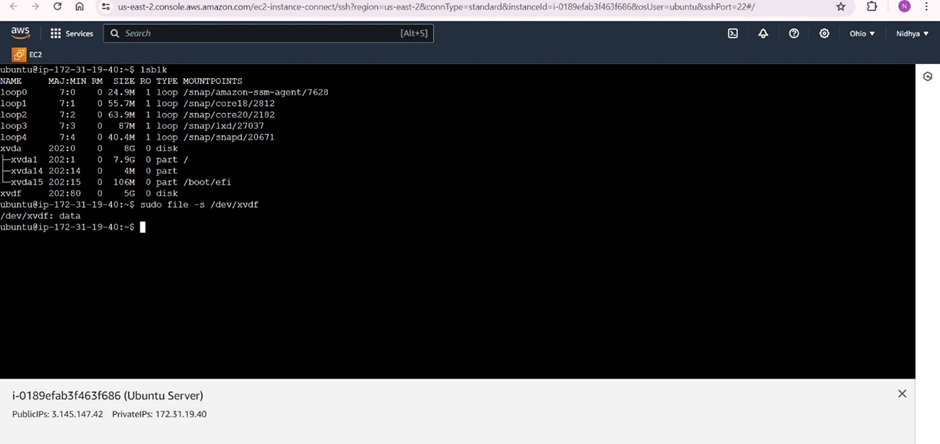 us-east-2.console.aws.amazon.com/ec2-instance-connect/ssh?region=us-east-2&connType=standard&instanceId=i-0189efab3f463f686&osUser=ubuntu&sshPort=22#/
N
aws Services Search [Alt+S] Ohio Nidhya
EC2
ubuntu@ip-172-31-19-40:~$ lsblk
NAME MAJ:MIN RM SIZE RO TYPE MOUNTPOINTS
loop0 7:0 0 24.9M 1 loop /snap/amazon-ssm-agent/7628
loop1 7:1 0 55.7M 1 loop /snap/core18/2812
loop2 7:2 0 63.9M 1 loop /snap/core20/2182
loop3 7:3 0 87M 1 loop /snap/lxd/27037
loop4 7:4 0 40.4M 1 loop /snap/snapd/20671
xvda 202:0 0 8G 0 disk
├─xvda1 202:1 0 7.9G 0 part /
├─xvda14 202:14 0 4M 0 part
└─xvda15 202:15 0 106M 0 part /boot/efi
xvdf 202:80 0 5G 0 disk
ubuntu@ip-172-31-19-40:~$ sudo file -s /dev/xvdf
/dev/xvdf: data
ubuntu@ip-172-31-19-40:~$
i-0189efab3f463f686 (Ubuntu Server)
PublicIPs: 3.145.147.42 PrivateIPs: 172.31.19.40